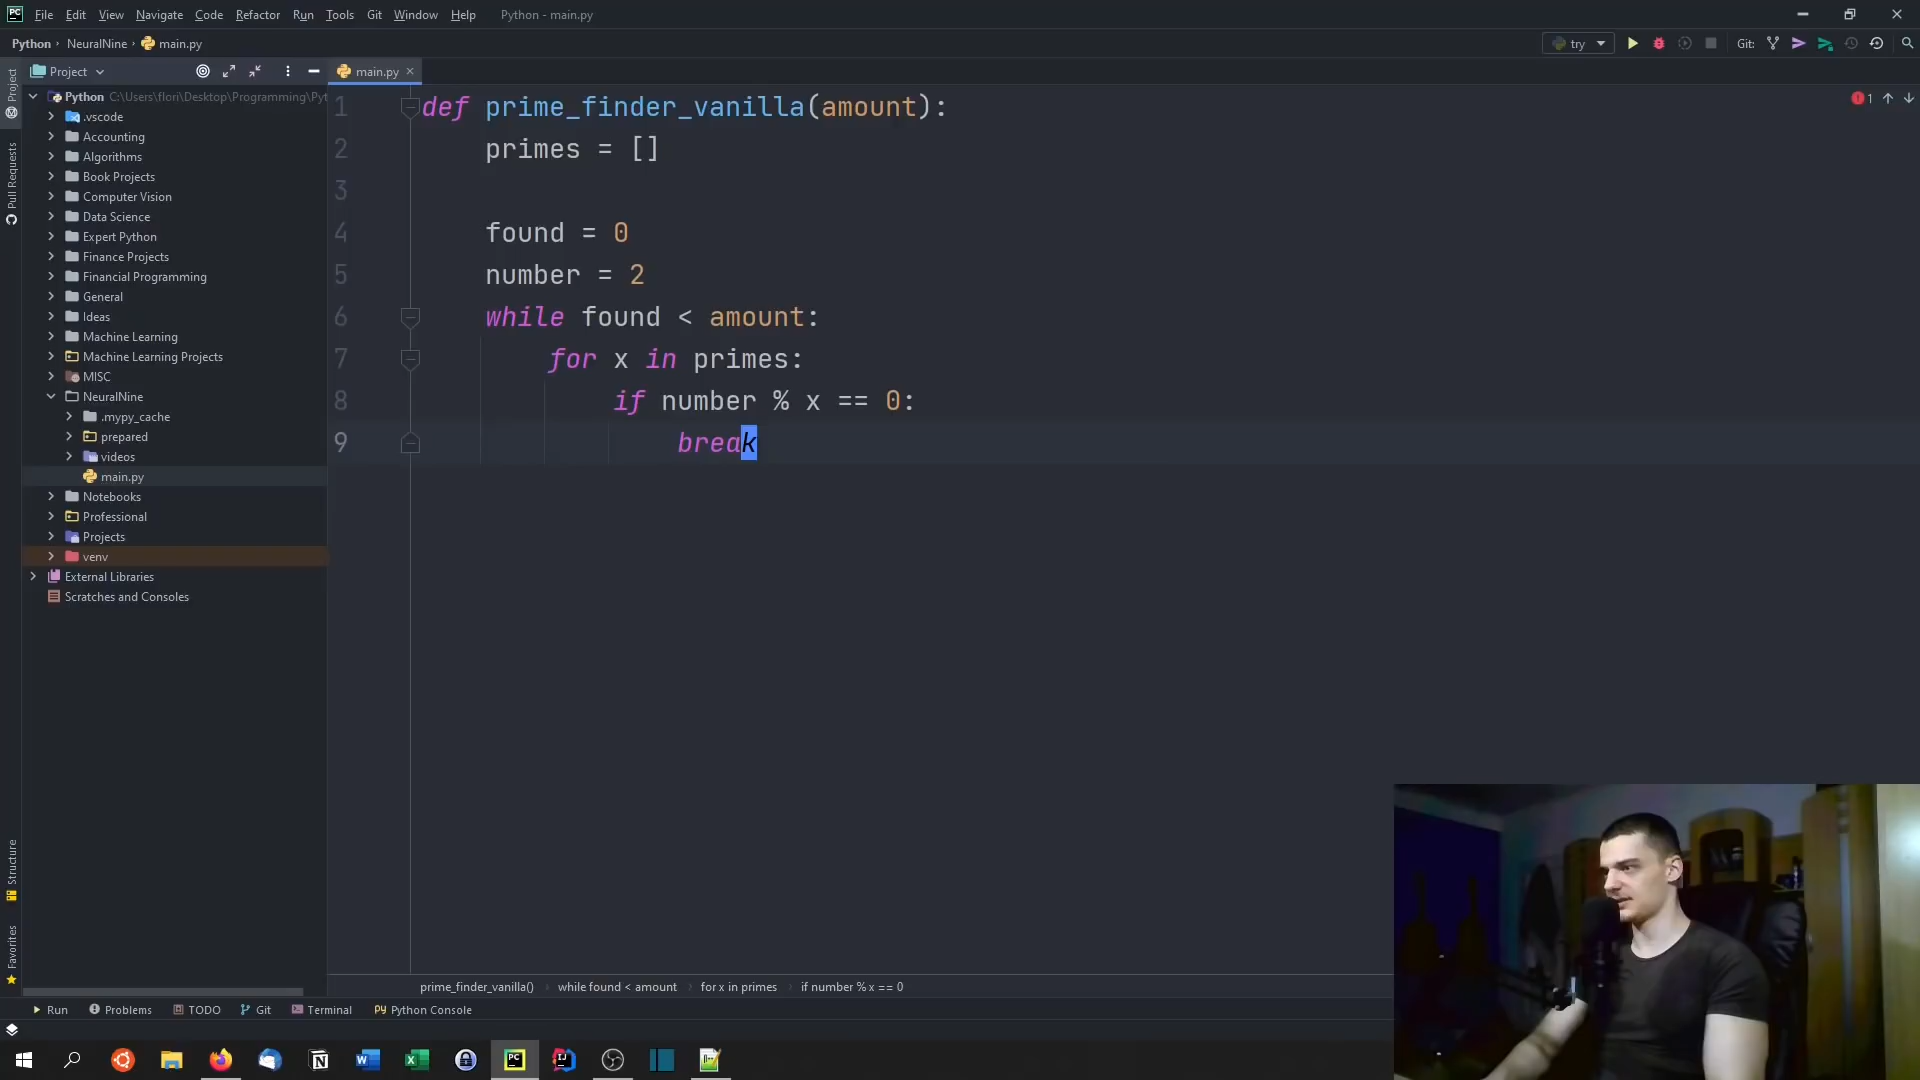 File Edit View Navigate Code Refactor Run Tools Git Window Help Python - main.py
Python NeuralNine main.py
try Git:
Project
main.py
Project
Pull Requests
Structure
Favorites
Python C:\Users\flori\Desktop\Programming\Pyt
.vscode
Accounting
Algorithms
Book Projects
Computer Vision
Data Science
Expert Python
Finance Projects
Financial Programming
General
Ideas
Machine Learning
Machine Learning Projects
MISC
NeuralNine
.mypy_cache
prepared
videos
main.py
Notebooks
Professional
Projects
venv
External Libraries
Scratches and Consoles
1 def prime_finder_vanilla(amount):
2 primes = []
3
4 found = 0
5 number = 2
6 while found < amount:
7 for x in primes:
8 if number % x == 0:
9 break
1
prime_finder_vanilla() while found < amount for x in primes if number % x == 0
Run Problems TODO Git Terminal Python Console